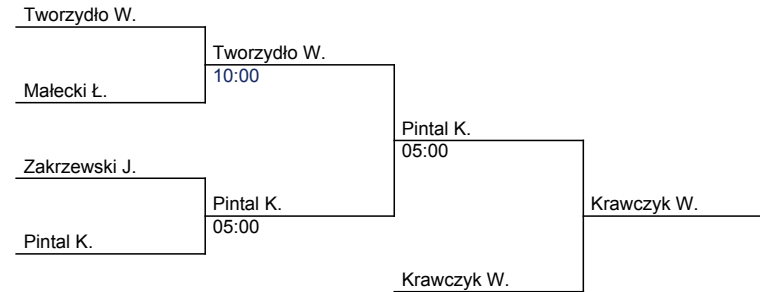 Tworzydło W.
Tworzydło W.
10:00
Małecki Ł.
Pintal K.
05:00
Zakrzewski J.
Pintal K.
05:00
Krawczyk W.
Pintal K.
Krawczyk W.